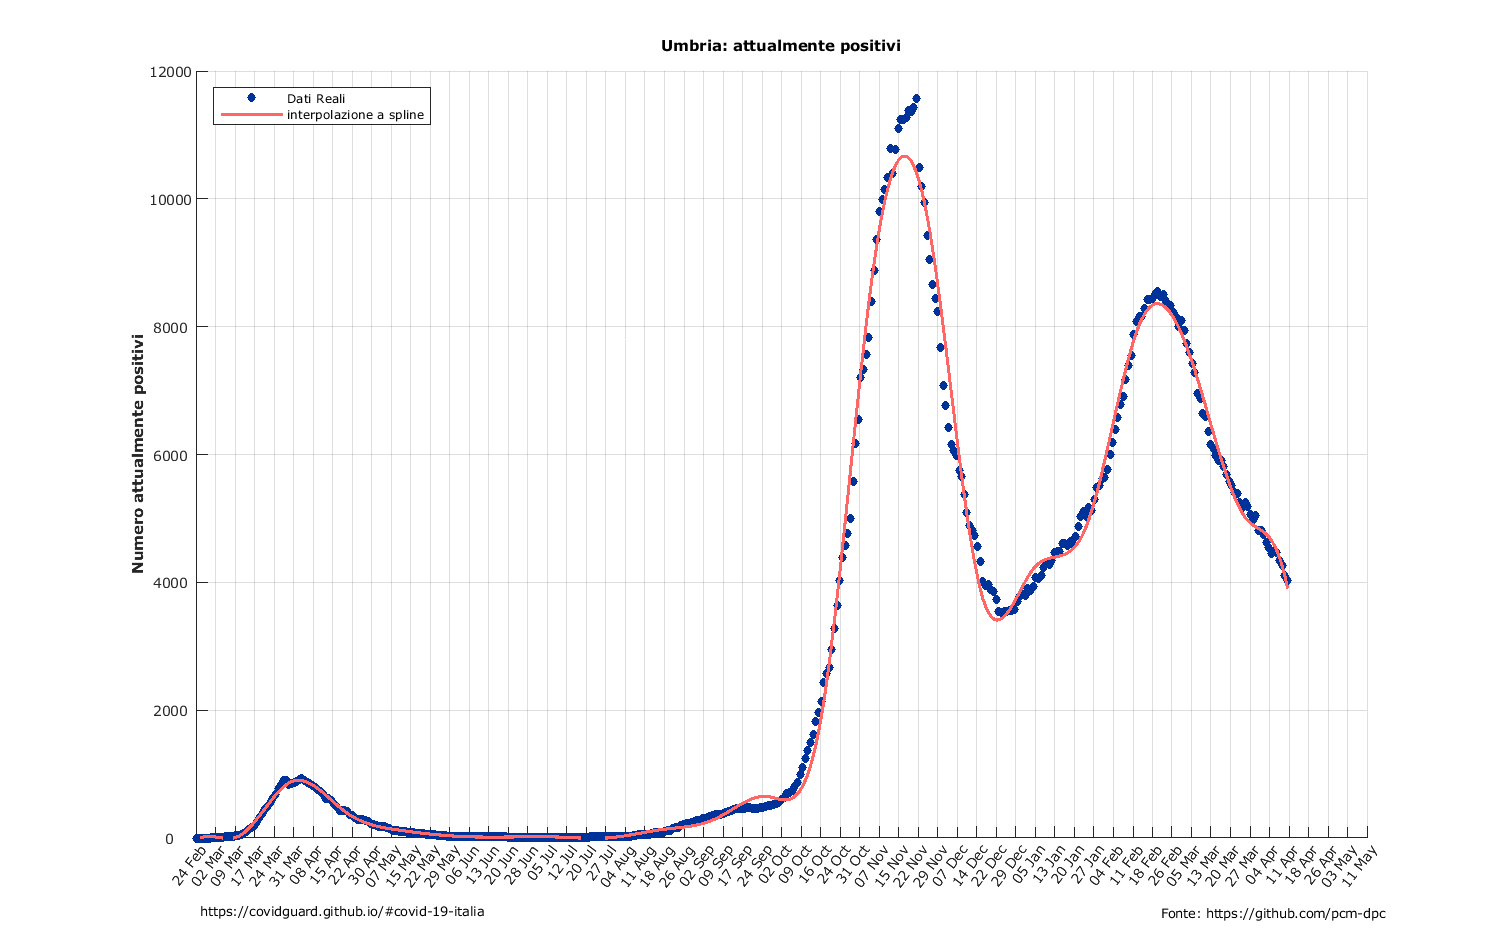 Umbria: attualmente positivi
Dati Reali
interpolazione a spline
Numero attualmente positivi
12000
10000
8000
6000
4000
2000
0
24 Feb
02 Mar
09 Mar
17 Mar
24 Mar
31 Mar
08 Apr
15 Apr
22 Apr
30 Apr
07 May
15 May
22 May
29 May
06 Jun
13 Jun
20 Jun
28 Jun
05 Jul
12 Jul
20 Jul
27 Jul
04 Aug
11 Aug
18 Aug
26 Aug
02 Sep
09 Sep
17 Sep
24 Sep
02 Oct
09 Oct
16 Oct
24 Oct
31 Oct
07 Nov
15 Nov
22 Nov
29 Nov
07 Dec
14 Dec
22 Dec
29 Dec
05 Jan
13 Jan
20 Jan
27 Jan
04 Feb
11 Feb
18 Feb
26 Feb
05 Mar
13 Mar
20 Mar
27 Mar
04 Apr
11 Apr
18 Apr
26 Apr
03 May
11 May
https://covidguard.github.io/#covid-19-italia
Fonte: https://github.com/pcm-dpc